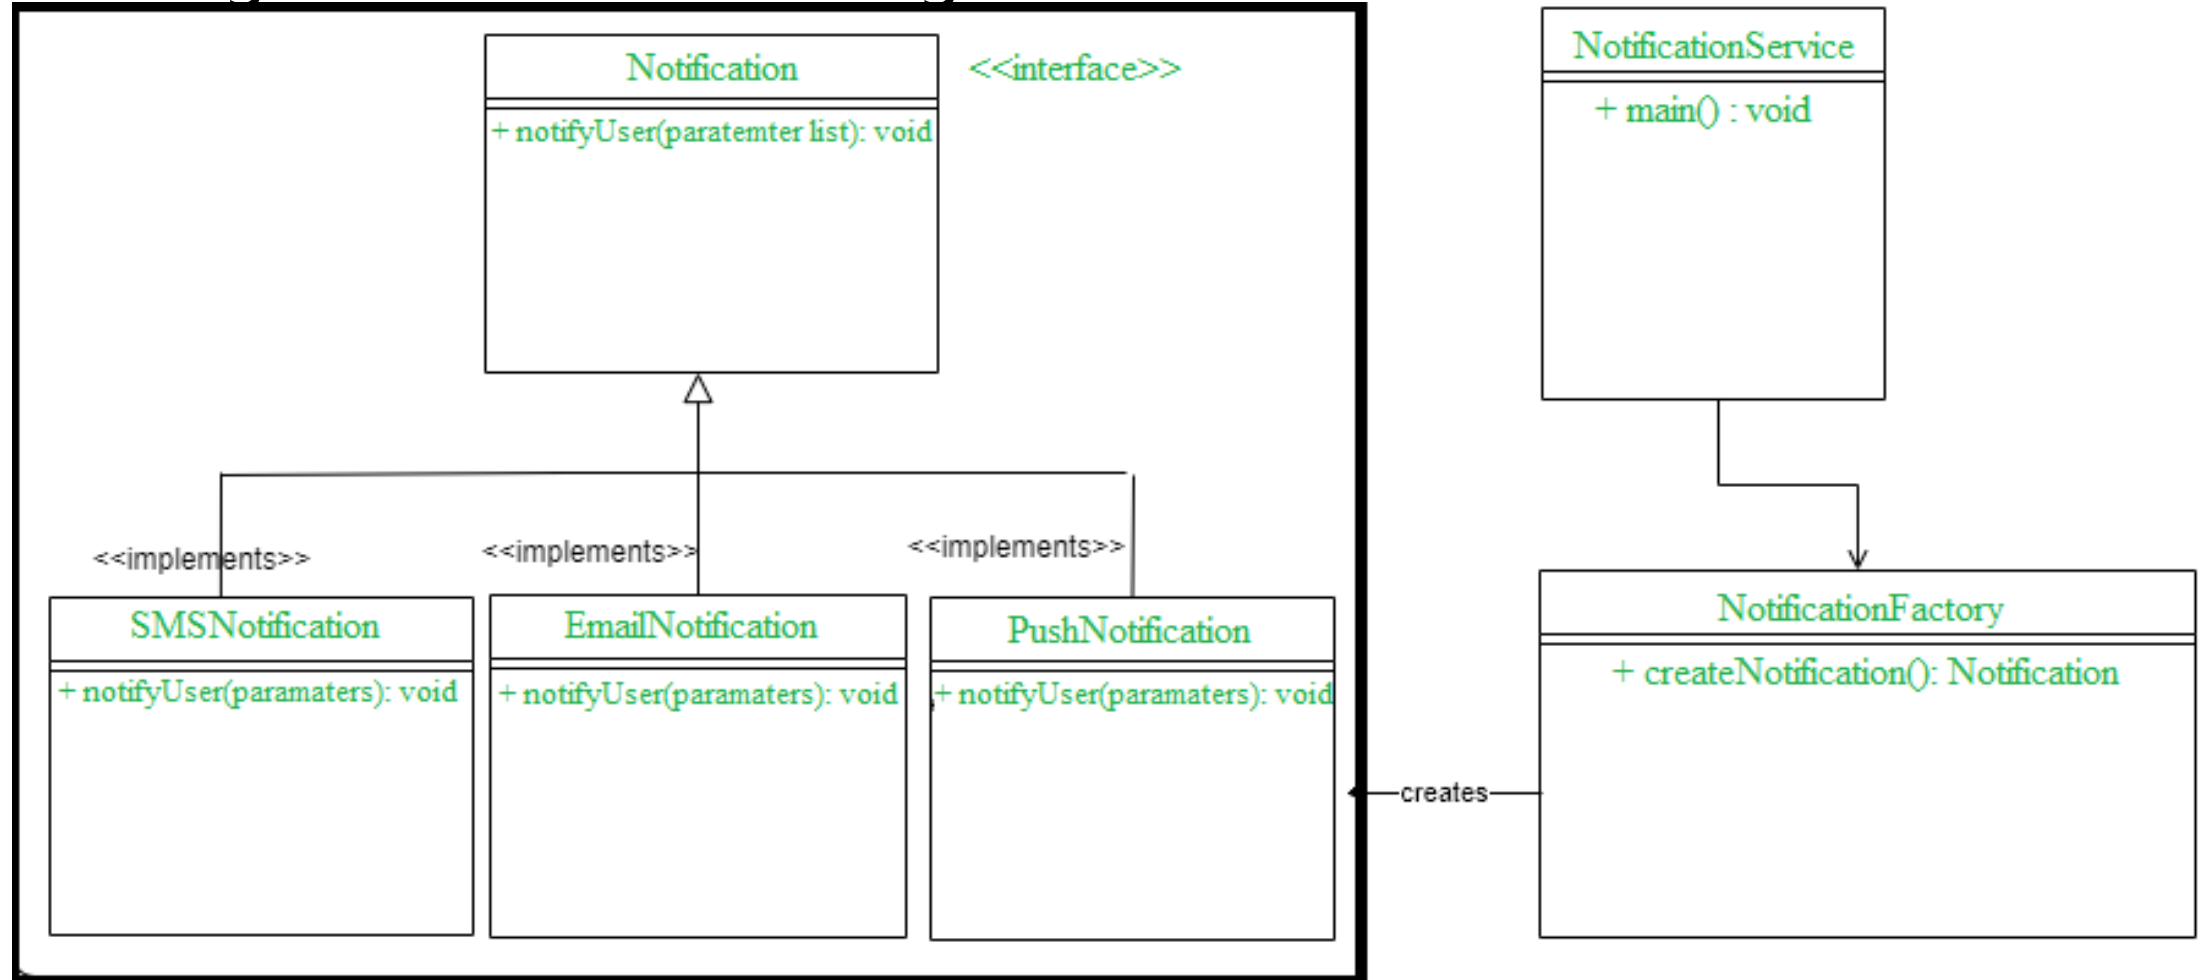 Notification
<<interface>>
+ notifyUser(paratemter list): void
NotificationService
+ main() : void
<<implements>>
<<implements>>
<<implements>>
SMSNotification
+ notifyUser(paramaters): void
EmailNotification
+ notifyUser(paramaters): void
PushNotification
+ notifyUser(paramaters): void
NotificationFactory
+ createNotification(): Notification
creates